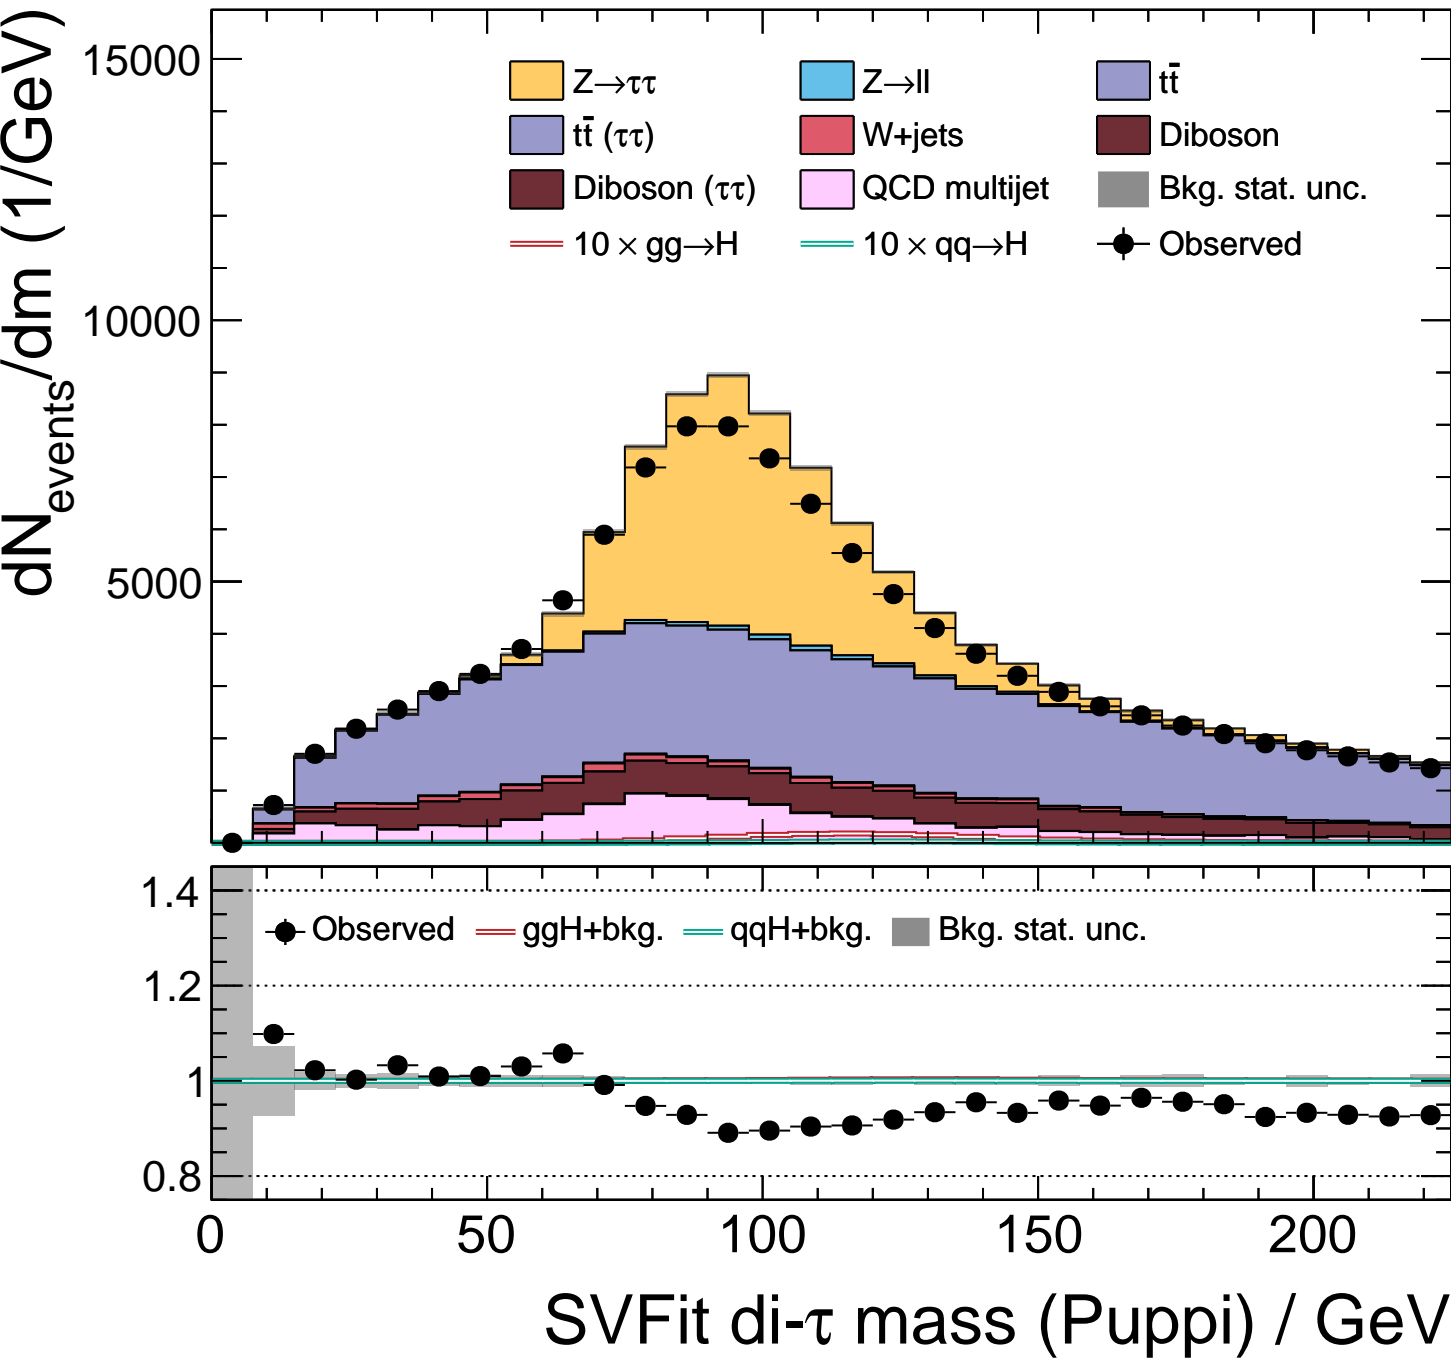 dN_events/dm (1/GeV)
15000
10000
5000
Z→ττ
Z→ll
tt̄
tt̄ (ττ)
W+jets
Diboson
Diboson (ττ)
QCD multijet
Bkg. stat. unc.
10 × gg→H
10 × qq→H
Observed
1.4
1.2
1
0.8
Observed
ggH+bkg.
qqH+bkg.
Bkg. stat. unc.
0 50 100 150 200
SVFit di-τ mass (Puppi) / GeV